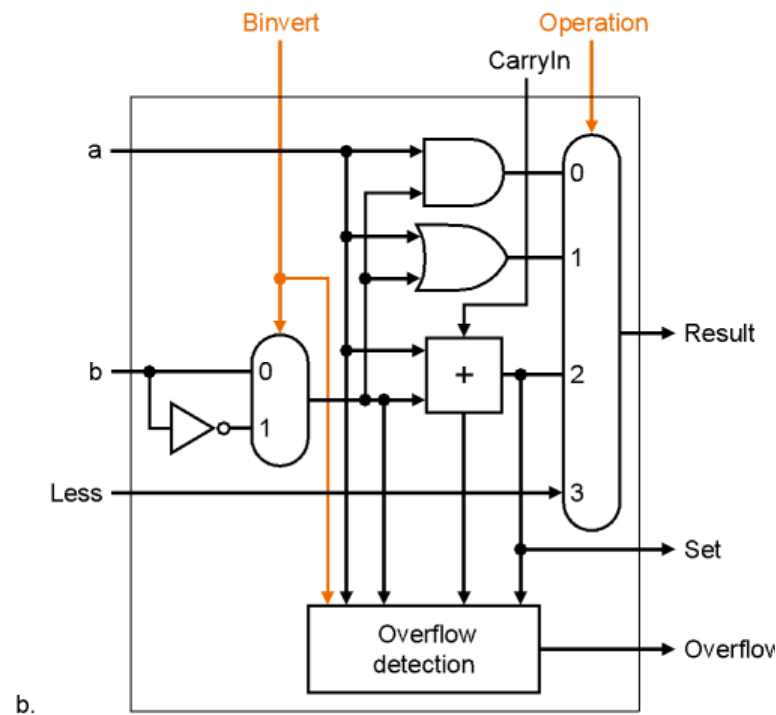 Binvert
Operation
CarryIn
a
0
1
b
0
1
+
2
Result
Less
3
Set
Overflow
detection
Overflow
b.